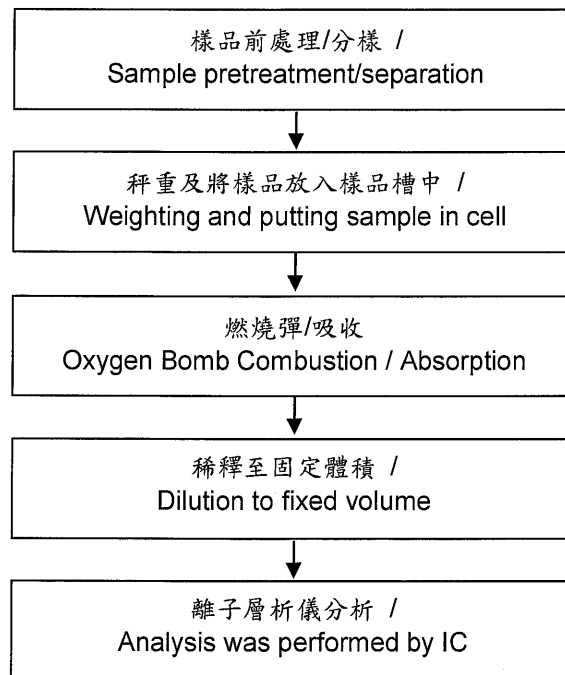 樣品前處理/分樣 /
Sample pretreatment/separation
秤重及將樣品放入樣品槽中 /
Weighting and putting sample in cell
燃燒彈/吸收
Oxygen Bomb Combustion / Absorption
稀釋至固定體積 /
Dilution to fixed volume
離子層析儀分析 /
Analysis was performed by IC